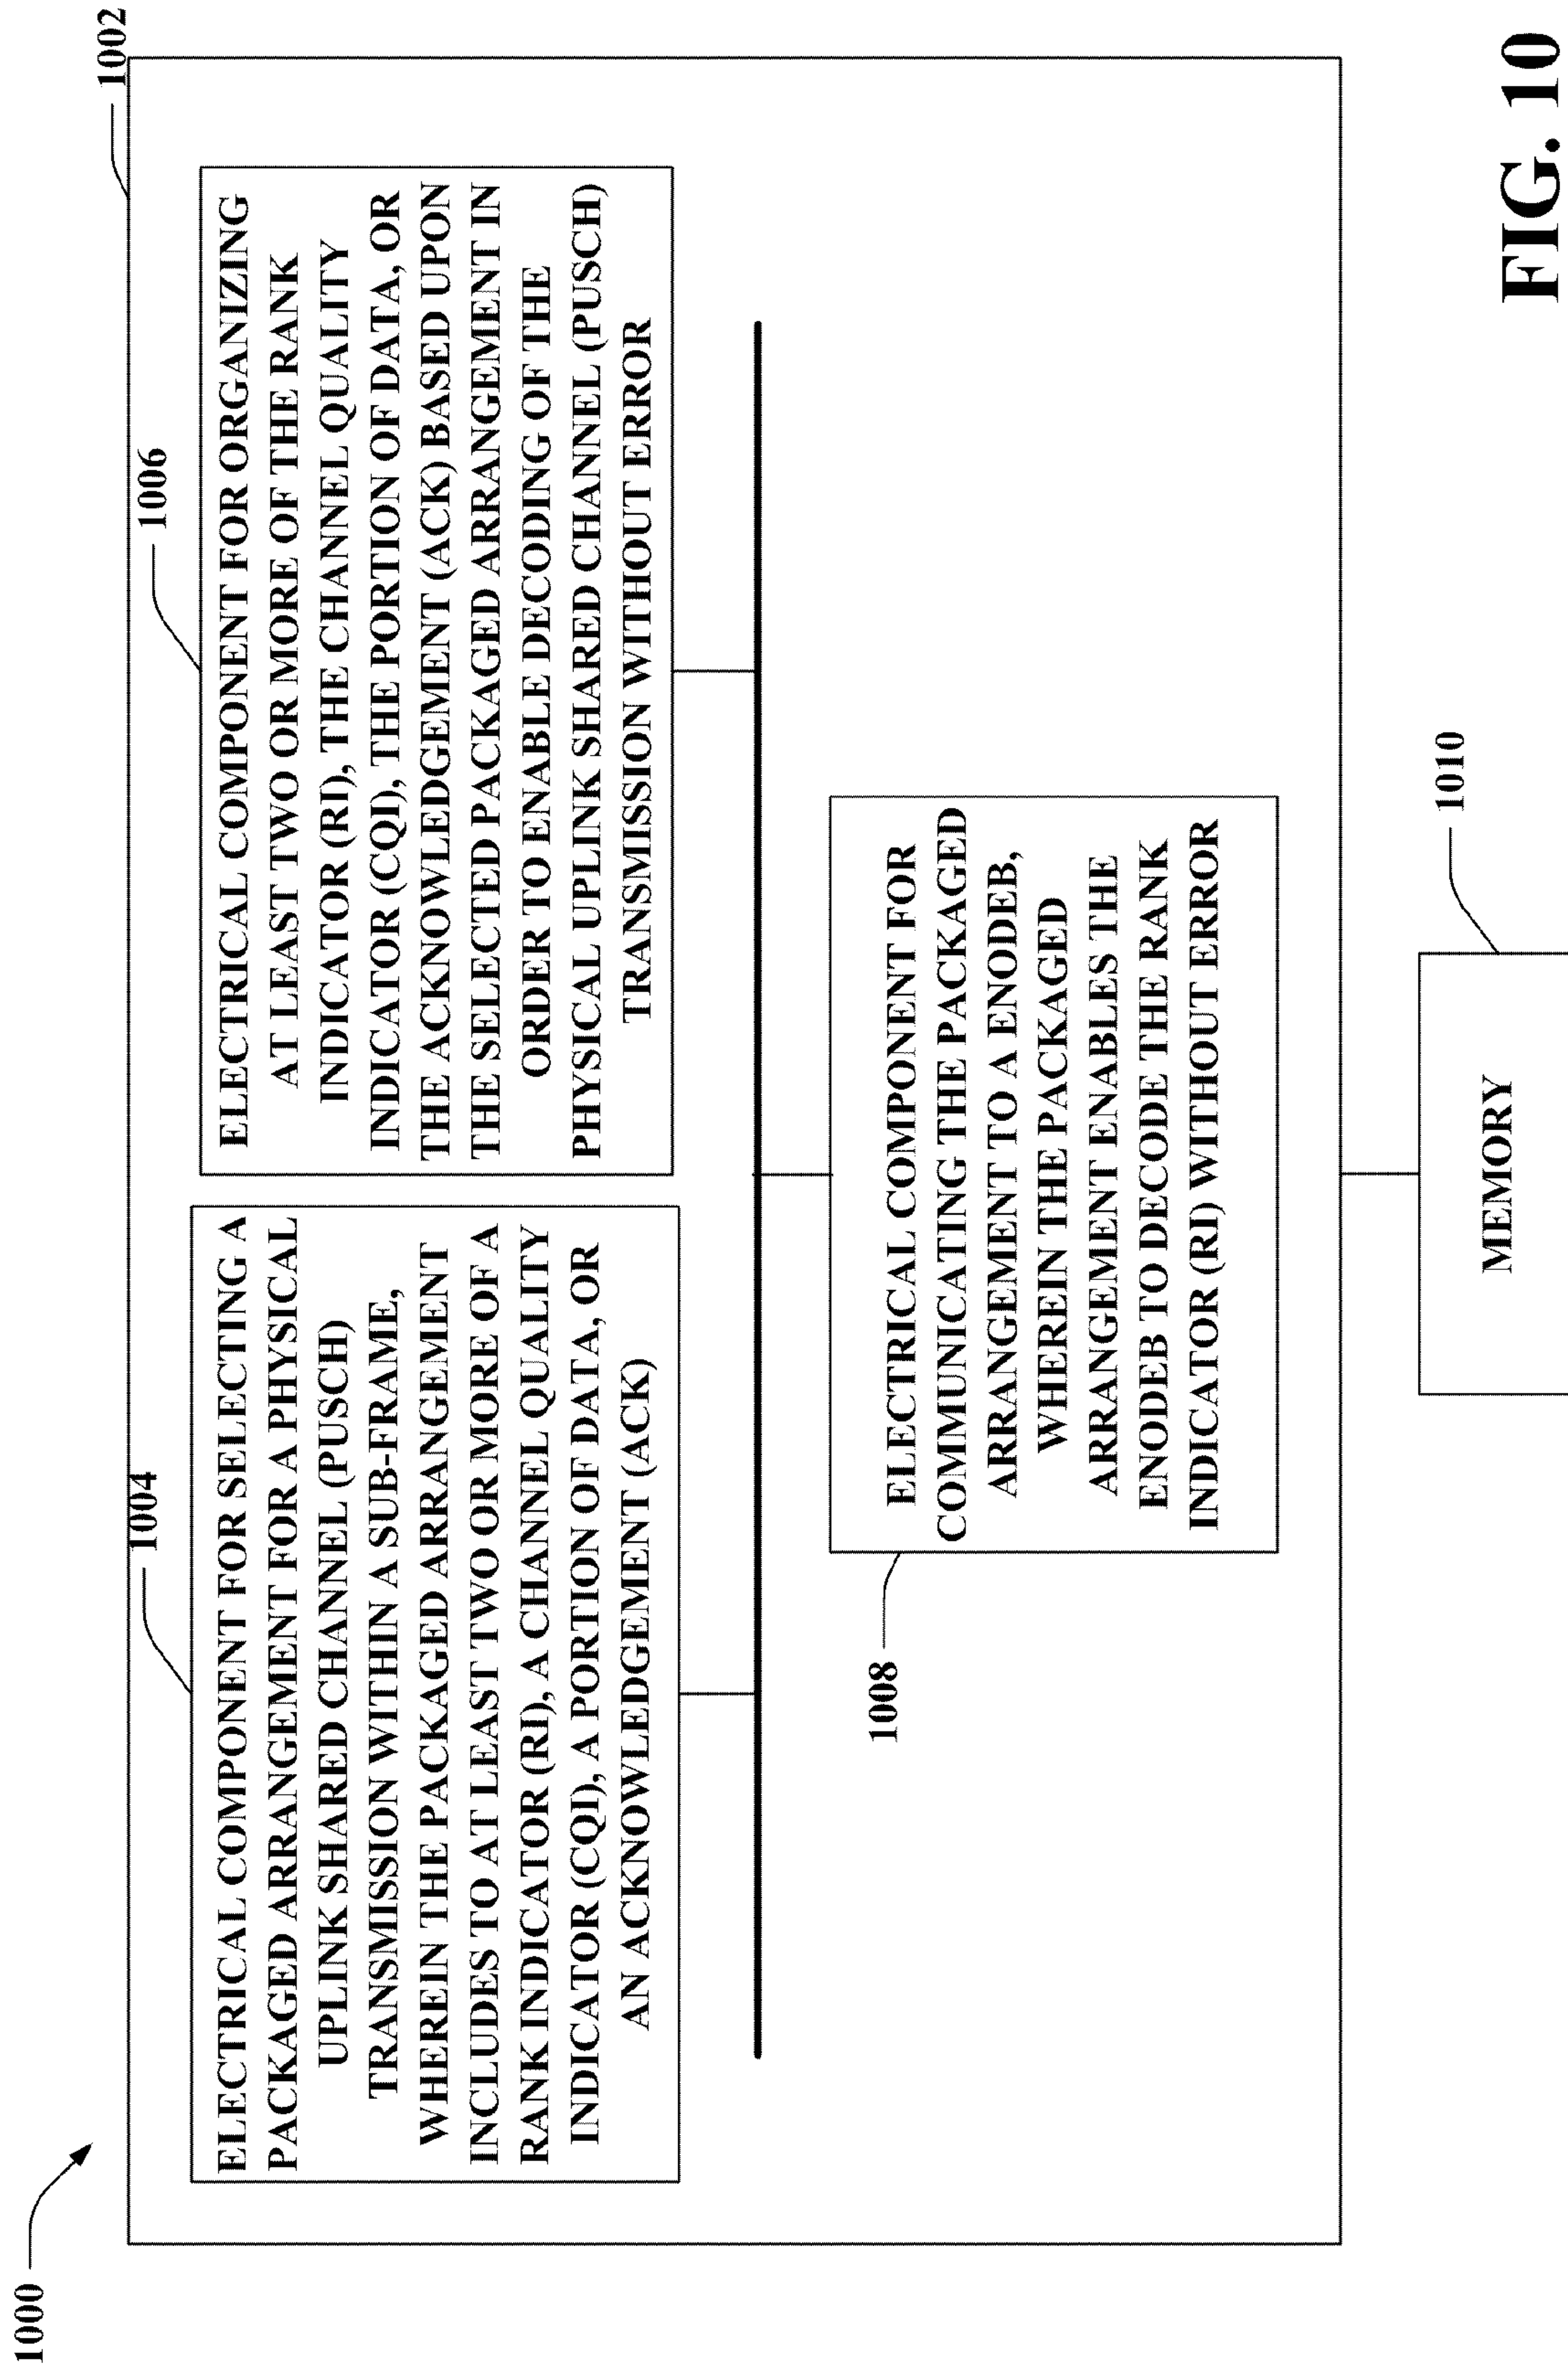 1000
1002
1004
ELECTRICAL COMPONENT FOR SELECTING A
PACKAGED ARRANGEMENT FOR A PHYSICAL
UPLINK SHARED CHANNEL (PUSCH)
TRANSMISSION WITHIN A SUB-FRAME,
WHEREIN THE PACKAGED ARRANGEMENT
INCLUDES TO AT LEAST TWO OR MORE OF A
RANK INDICATOR (RI), A CHANNEL QUALITY
INDICATOR (CQI), A PORTION OF DATA, OR
AN ACKNOWLEDGEMENT (ACK)
1006
ELECTRICAL COMPONENT FOR ORGANIZING
AT LEAST TWO OR MORE OF THE RANK
INDICATOR (RI), THE CHANNEL QUALITY
INDICATOR (CQI), THE PORTION OF DATA, OR
THE ACKNOWLEDGEMENT (ACK) BASED UPON
THE SELECTED PACKAGED ARRANGEMENT IN
ORDER TO ENABLE DECODING OF THE
PHYSICAL UPLINK SHARED CHANNEL (PUSCH)
TRANSMISSION WITHOUT ERROR
1008
ELECTRICAL COMPONENT FOR
COMMUNICATING THE PACKAGED
ARRANGEMENT TO A ENODEB,
WHEREIN THE PACKAGED
ARRANGEMENT ENABLES THE
ENODEB TO DECODE THE RANK
INDICATOR (RI) WITHOUT ERROR
1010
MEMORY
FIG. 10